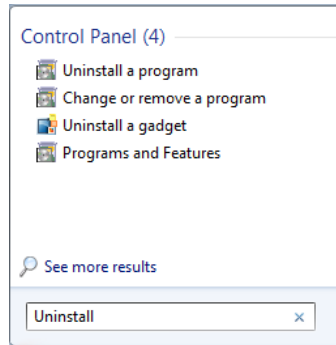 Control Panel (4)
Uninstall a program
Change or remove a program
Uninstall a gadget
Programs and Features
See more results
Uninstall